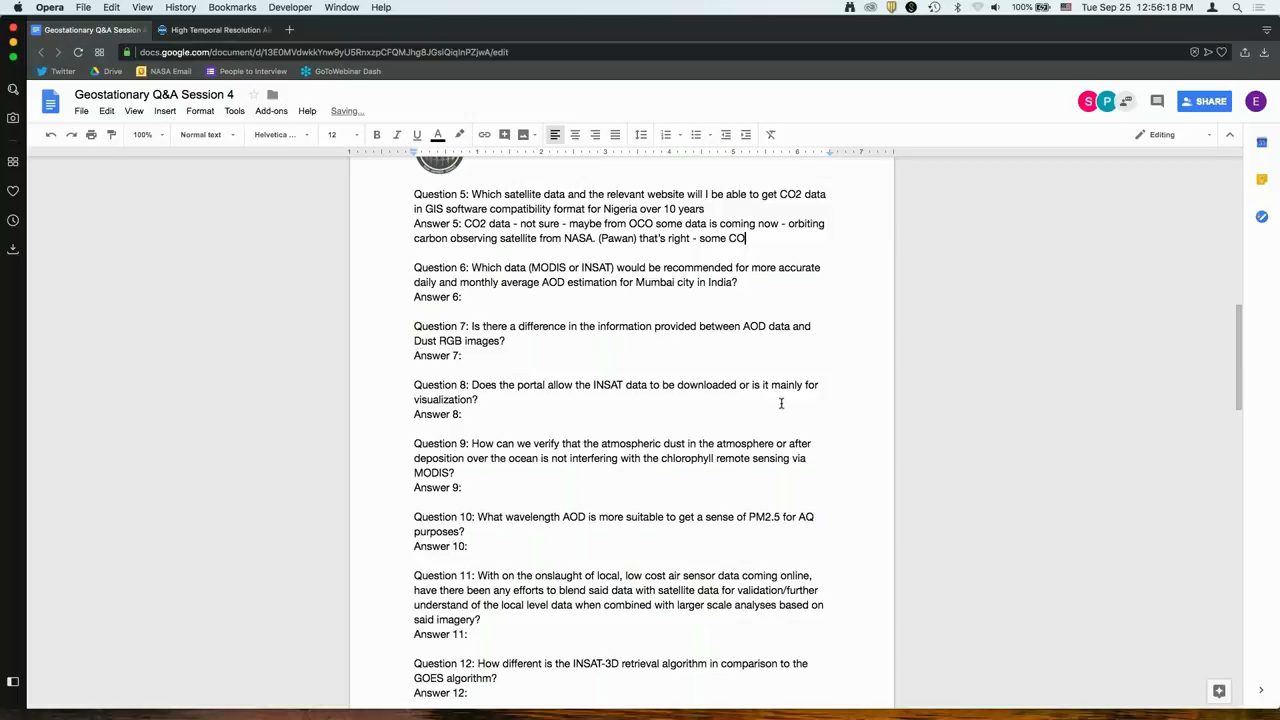 Opera File Edit View History Bookmarks Developer Window Help 100% Tue Sep 25 12:56:18 PM
Geostationary Q&A Session High Temporal Resolution Ai
docs.google.com/document/d/13E0MVdwkkYnw9yU5RnxzpCFQMJhg8JGslQiqInPZjwA/edit
Twitter Drive NASA Email People to Interview GoToWebinar Dash
Geostationary Q&A Session 4
S P SHARE E
File Edit View Insert Format Tools Add-ons Help Saving...
100% Normal text Helvetica ... 12 B I U A Editing
1 1 2 3 4 5 6 7
Question 5: Which satellite data and the relevant website will I be able to get CO2 data
in GIS software compatibility format for Nigeria over 10 years
Answer 5: CO2 data - not sure - maybe from OCO some data is coming now - orbiting
carbon observing satellite from NASA. (Pawan) that's right - some CO
Question 6: Which data (MODIS or INSAT) would be recommended for more accurate
daily and monthly average AOD estimation for Mumbai city in India?
Answer 6:
Question 7: Is there a difference in the information provided between AOD data and
Dust RGB images?
Answer 7:
Question 8: Does the portal allow the INSAT data to be downloaded or is it mainly for
visualization?
Answer 8:
Question 9: How can we verify that the atmospheric dust in the atmosphere or after
deposition over the ocean is not interfering with the chlorophyll remote sensing via
MODIS?
Answer 9:
Question 10: What wavelength AOD is more suitable to get a sense of PM2.5 for AQ
purposes?
Answer 10:
Question 11: With on the onslaught of local, low cost air sensor data coming online,
have there been any efforts to blend said data with satellite data for validation/further
understand of the local level data when combined with larger scale analyses based on
said imagery?
Answer 11:
Question 12: How different is the INSAT-3D retrieval algorithm in comparison to the
GOES algorithm?
Answer 12: